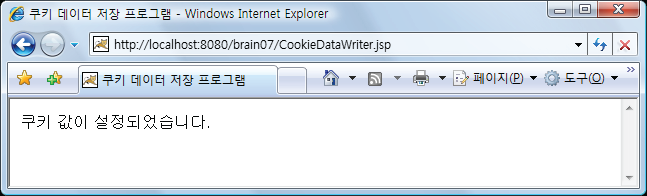 쿠키 데이터 저장 프로그램 - Windows Internet Explorer
http://localhost:8080/brain07/CookieDataWriter.jsp
쿠키 데이터 저장 프로그램
페이지(P)
도구(O)
쿠키 값이 설정되었습니다.